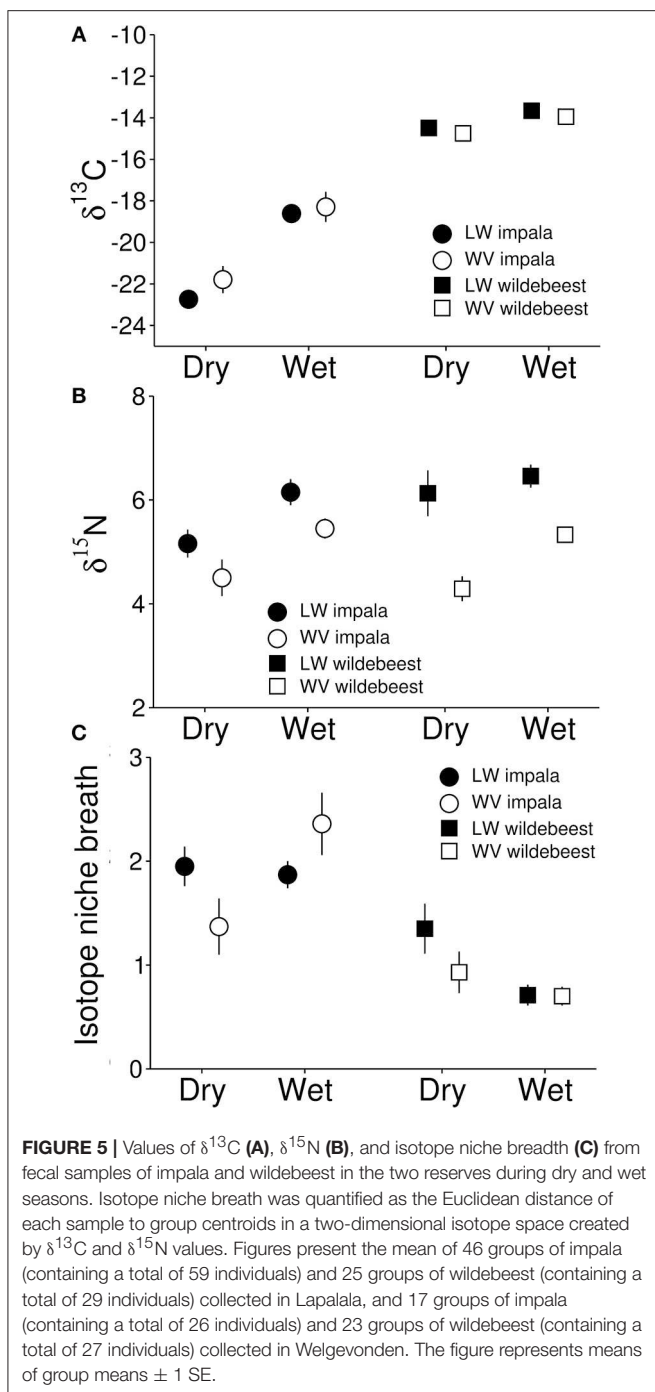 A
-10
-12
-14
-16
-18
-20
-22
-24
δ13C
LW impala
WV impala
LW wildebeest
WV wildebeest
Dry Wet Dry Wet
B
8
6
4
2
δ15N
LW impala
WV impala
LW wildebeest
WV wildebeest
Dry Wet Dry Wet
C
3
2
1
0
Isotope niche breath
LW impala
WV impala
LW wildebeest
WV wildebeest
Dry Wet Dry Wet
FIGURE 5 | Values of δ13C (A), δ15N (B), and isotope niche breadth (C) from
fecal samples of impala and wildebeest in the two reserves during dry and wet
seasons. Isotope niche breath was quantified as the Euclidean distance of
each sample to group centroids in a two-dimensional isotope space created
by δ13C and δ15N values. Figures present the mean of 46 groups of impala
(containing a total of 59 individuals) and 25 groups of wildebeest (containing a
total of 29 individuals) collected in Lapalala, and 17 groups of impala
(containing a total of 26 individuals) and 23 groups of wildebeest (containing a
total of 27 individuals) collected in Welgevonden. The figure represents means
of group means ± 1 SE.